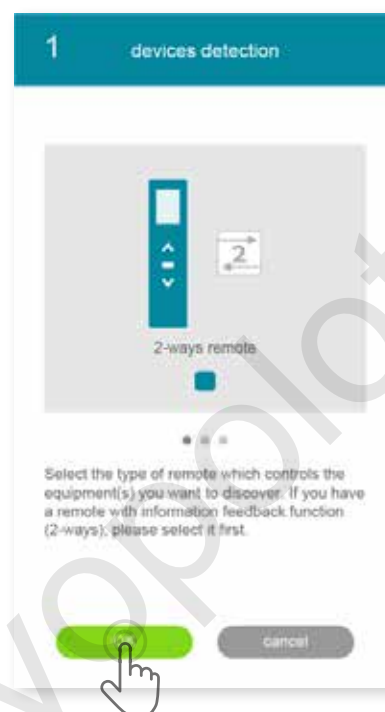 1 devices detection
2
2-ways remote
Select the type of remote which controls the
equipment(s) you want to discover. If you have
a remote with information feedback function
(2-ways), please select it first.
cancel